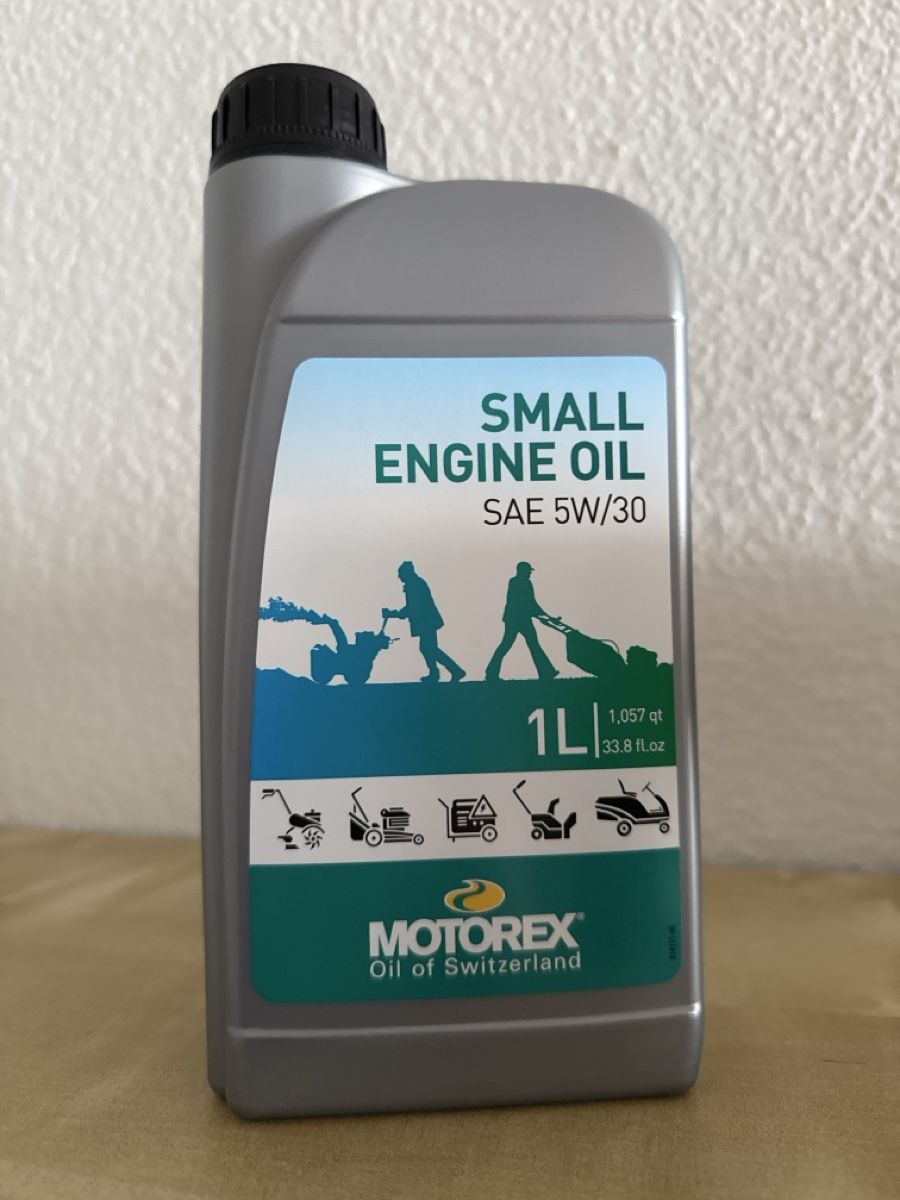 SMALL
ENGINE OIL
SAE 5W/30
1L
1,057 qt
33.8 fl.oz
MOTOREX®
Oil of Switzerland